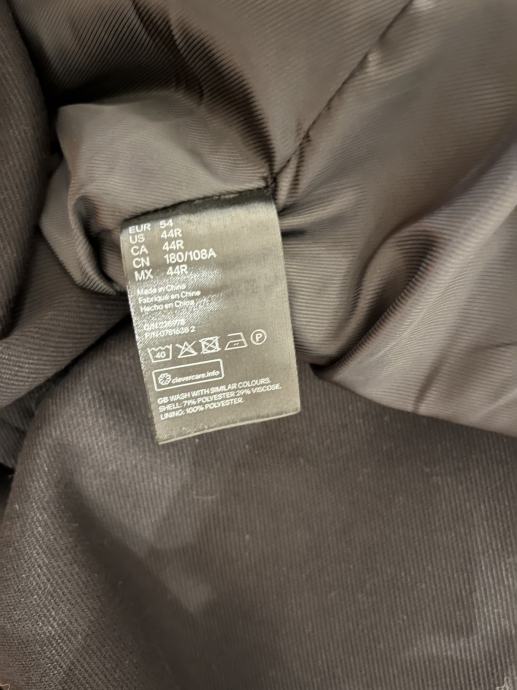 EUR 54
US 44R
CA 44R
CN 180/108A
MX 44R
Made in China
Fabriqué en China
Hecho en China
40
P
clevercare.info
GB WASH WITH SIMILAR COLOURS.
SHELL: 71% POLYESTER 29% VISCOSE.
LINING: 100% POLYESTER.